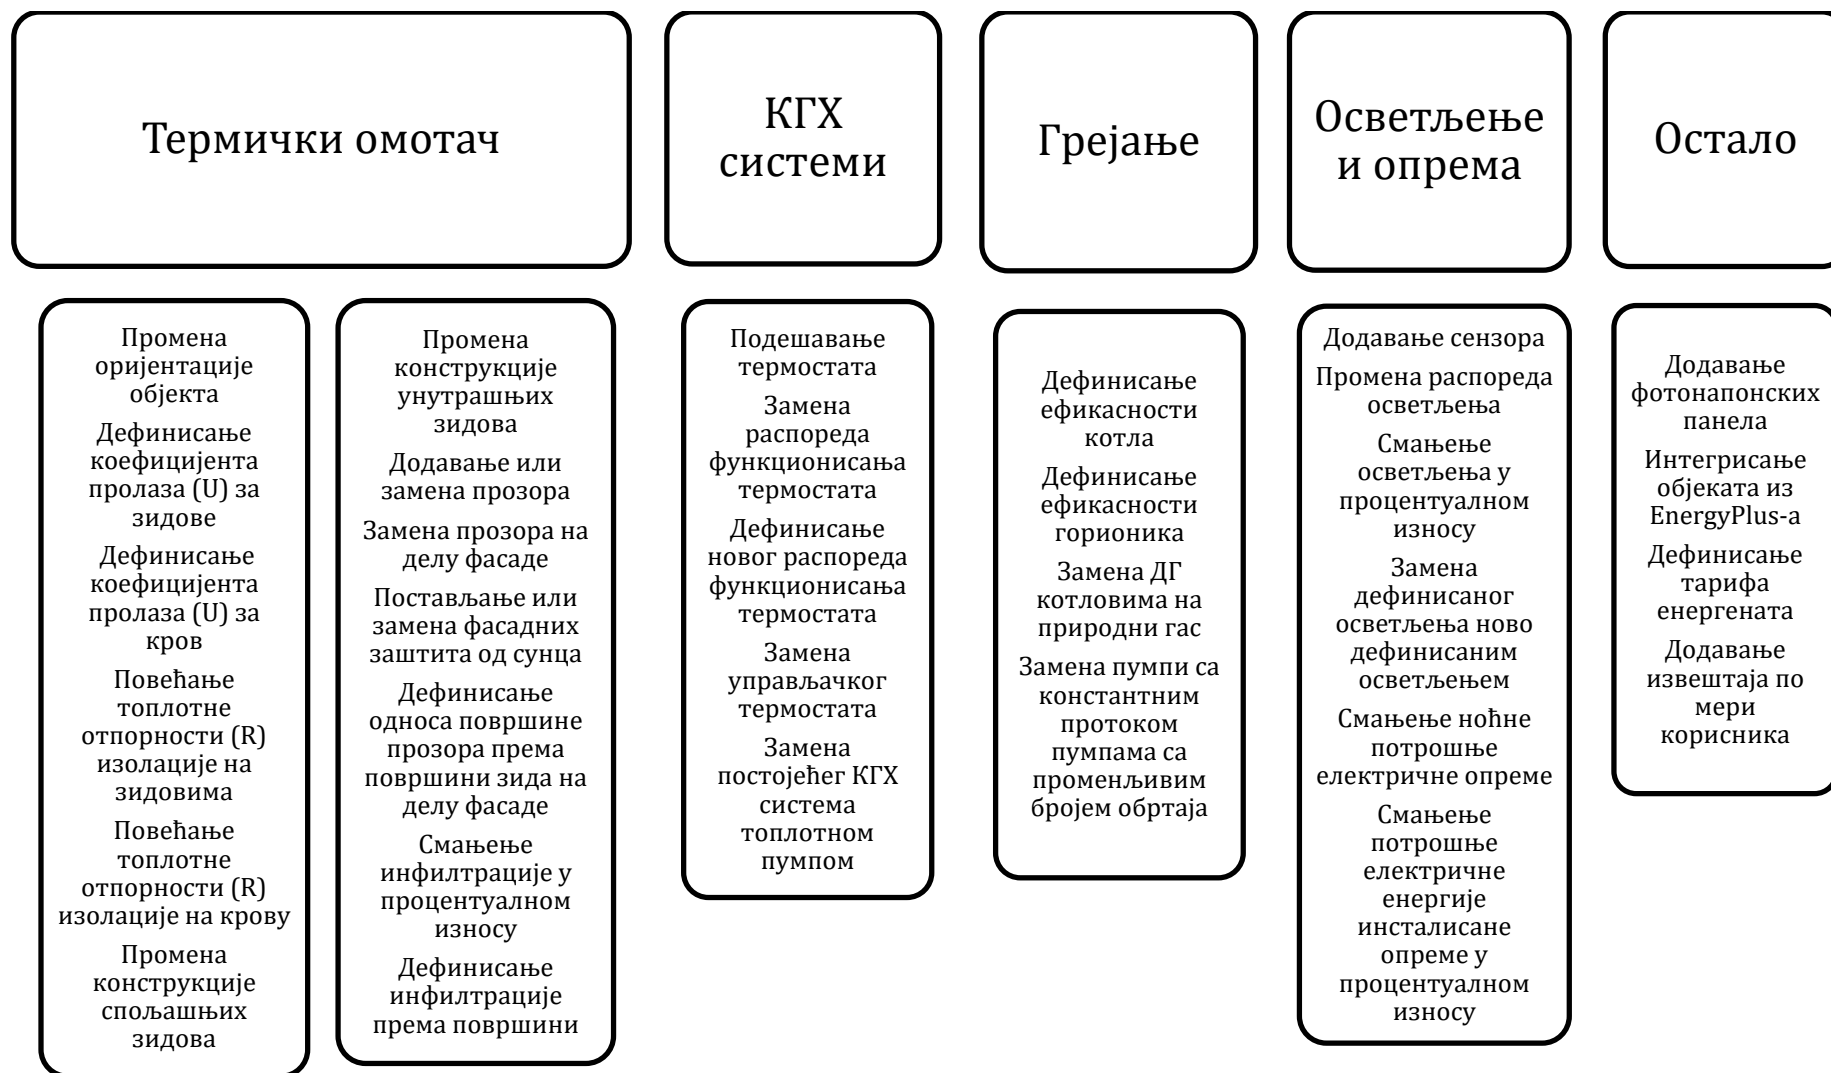 Термички омотач
КГХ
системи
Грејање
Осветљење
и опрема
Остало
Промена
оријентације
објекта
Дефинисање
коефицијента
пролаза (U) за
зидове
Дефинисање
коефицијента
пролаза (U) за
кров
Повећање
топлотне
отпорности (R)
изолације на
зидовима
Повећање
топлотне
отпорности (R)
изолације на крову
Промена
конструкције
спољашњих
зидова
Промена
конструкције
унутрашњих
зидова
Додавање или
замена прозора
Замена прозора на
делу фасаде
Постављање или
замена фасадних
заштита од сунца
Дефинисање
односа површине
прозора према
површини зида на
делу фасаде
Смањење
инфилтрације у
процентуалном
износу
Дефинисање
инфилтрације
према површини
Подешавање
термостата
Замена
распореда
функционисања
термостата
Дефинисање
новог распореда
функционисања
термостата
Замена
управљачког
термостата
Замена
постојећег КГХ
система
топлотном
пумпом
Дефинисање
ефикасности
котла
Дефинисање
ефикасности
горионика
Замена ДГ
котловима на
природни гас
Замена пумпи са
константним
протоком
пумпама са
променљивим
бројем обртаја
Додавање сензора
Промена распореда
осветљења
Смањење
осветљења у
процентуалном
износу
Замена
дефинисаног
осветљења ново
дефинисаним
осветљењем
Смањење ноћне
потрошње
електричне опреме
Смањење
потрошње
електричне
енергије
инсталисане
опреме у
процентуалном
износу
Додавање
фотонапонских
панела
Интегрисање
објеката из
EnergyPlus-а
Дефинисање
тарифа
енергената
Додавање
извештаја по
мери
корисника